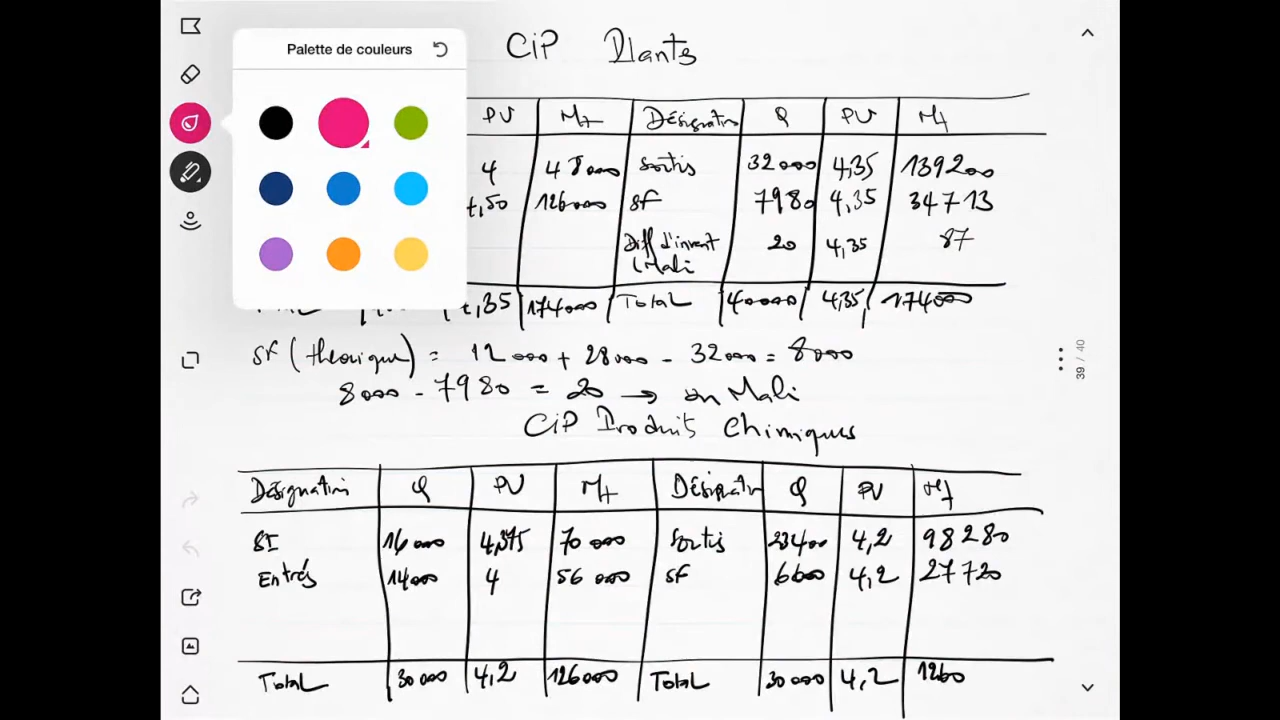 Palette de couleurs
CIP Plants
PU Mt Désignation Q PU Mt
4 48000 Sorties 32000 4,35 139200
4,50 126000 SF 7980 4,35 34713
Diff d'invent 20 4,35 87
(Mali
4,35 174000 Total 40000 4,35 174000
SF (théorique) = 12000 + 28000 - 32000 = 8000
8000 - 7980 = 20 → un Mali
CIP Produits Chimiques
Désignation Q PU Mt Désignation Q PU Mt
SI 16000 4,375 70000 Sorties 23400 4,2 98280
Entrés 14000 4 56000 SF 6600 4,2 27720
Total 30000 4,2 126000 Total 30000 4,2 1260
39 / 40